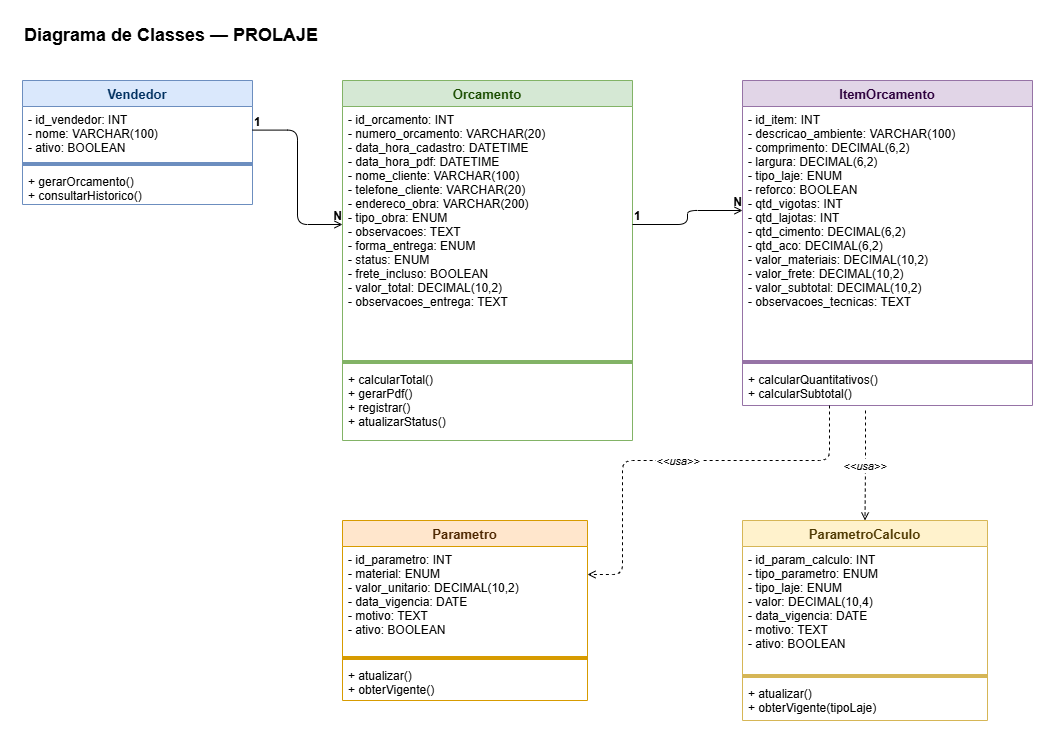 Diagrama de Classes — PROLAJE
Vendedor
- id_vendedor: INT
- nome: VARCHAR(100)
- ativo: BOOLEAN
+ gerarOrcamento()
+ consultarHistorico()
1
N
Orcamento
- id_orcamento: INT
- numero_orcamento: VARCHAR(20)
- data_hora_cadastro: DATETIME
- data_hora_pdf: DATETIME
- nome_cliente: VARCHAR(100)
- telefone_cliente: VARCHAR(20)
- endereco_obra: VARCHAR(200)
- tipo_obra: ENUM
- observacoes: TEXT
- forma_entrega: ENUM
- status: ENUM
- frete_incluso: BOOLEAN
- valor_total: DECIMAL(10,2)
- observacoes_entrega: TEXT
+ calcularTotal()
+ gerarPdf()
+ registrar()
+ atualizarStatus()
1
N
ItemOrcamento
- id_item: INT
- descricao_ambiente: VARCHAR(100)
- comprimento: DECIMAL(6,2)
- largura: DECIMAL(6,2)
- tipo_laje: ENUM
- reforco: BOOLEAN
- qtd_vigotas: INT
- qtd_lajotas: INT
- qtd_cimento: DECIMAL(6,2)
- qtd_aco: DECIMAL(6,2)
- valor_materiais: DECIMAL(10,2)
- valor_frete: DECIMAL(10,2)
- valor_subtotal: DECIMAL(10,2)
- observacoes_tecnicas: TEXT
+ calcularQuantitativos()
+ calcularSubtotal()
<<usa>>
<<usa>>
Parametro
- id_parametro: INT
- material: ENUM
- valor_unitario: DECIMAL(10,2)
- data_vigencia: DATE
- motivo: TEXT
- ativo: BOOLEAN
+ atualizar()
+ obterVigente()
ParametroCalculo
- id_param_calculo: INT
- tipo_parametro: ENUM
- tipo_laje: ENUM
- valor: DECIMAL(10,4)
- data_vigencia: DATE
- motivo: TEXT
- ativo: BOOLEAN
+ atualizar()
+ obterVigente(tipoLaje)